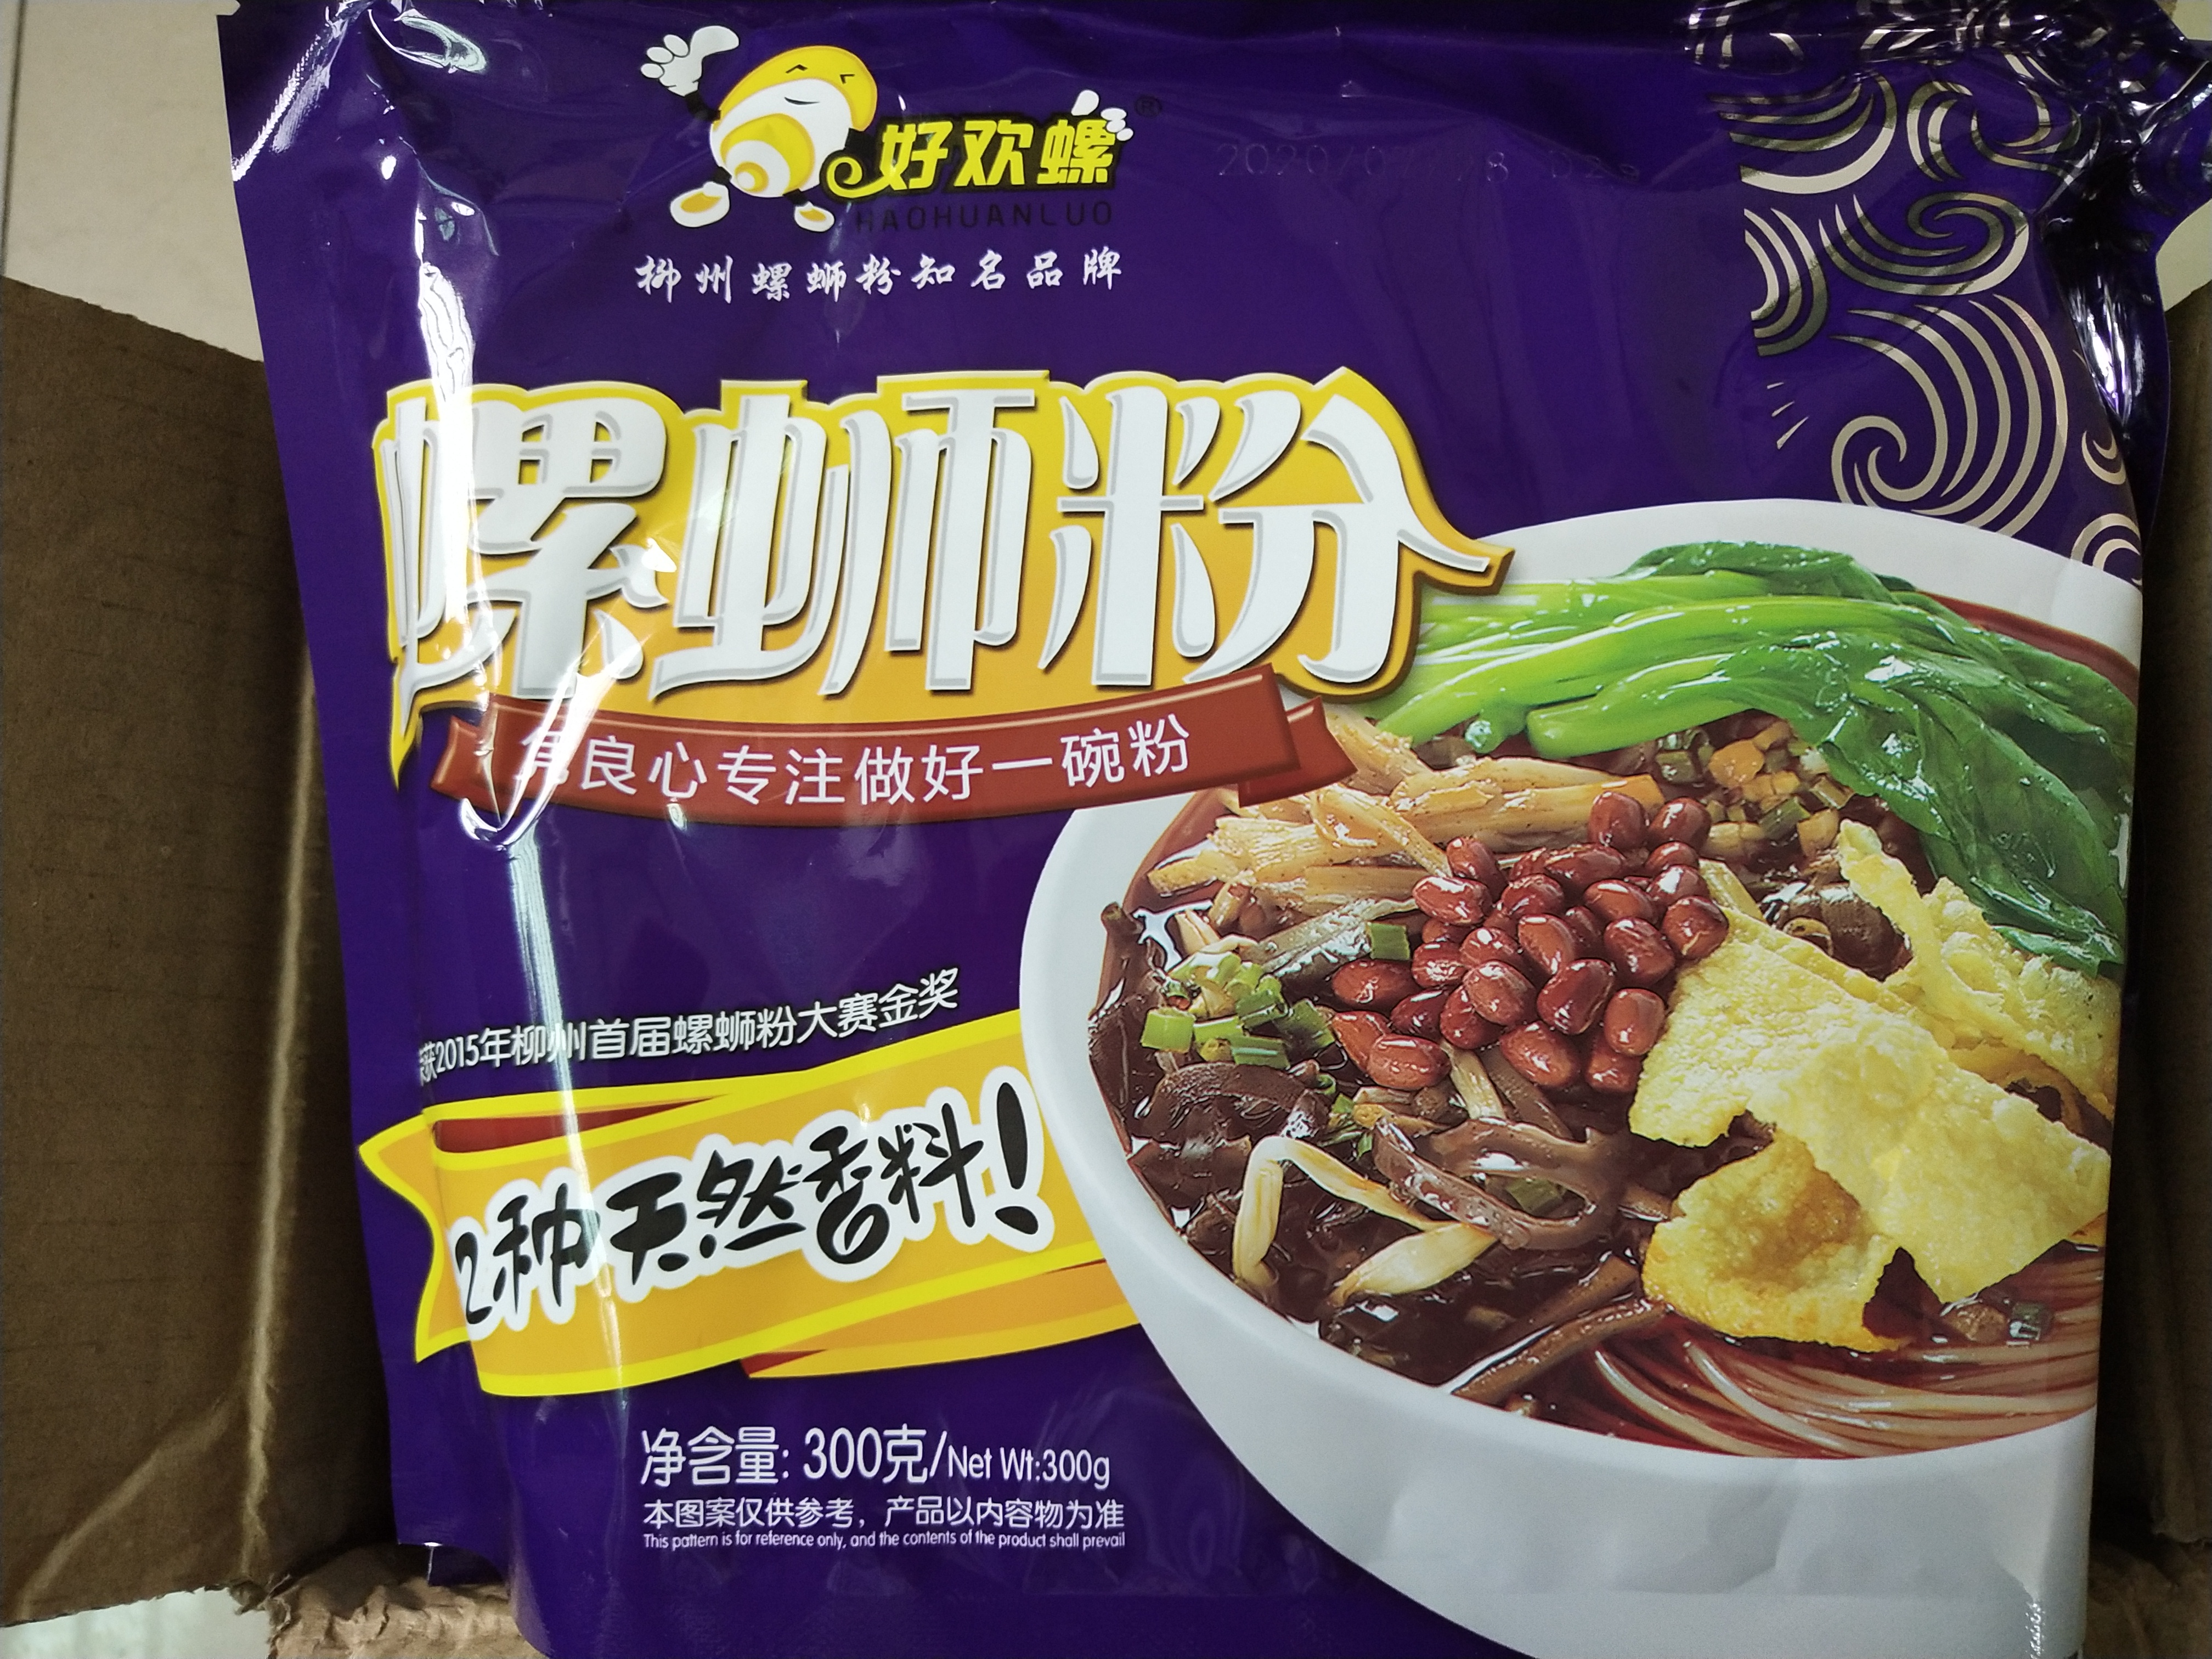 好欢螺®
HAOHUANLUO
柳州螺蛳粉知名品牌
螺蛳粉
凭良心专注做好一碗粉
获2015年柳州首届螺蛳粉大赛金奖
2种天然香料!
净含量: 300克/Net Wt:300g
本图案仅供参考，产品以内容物为准
This pattern is for reference only, and the contents of the product shall prevail